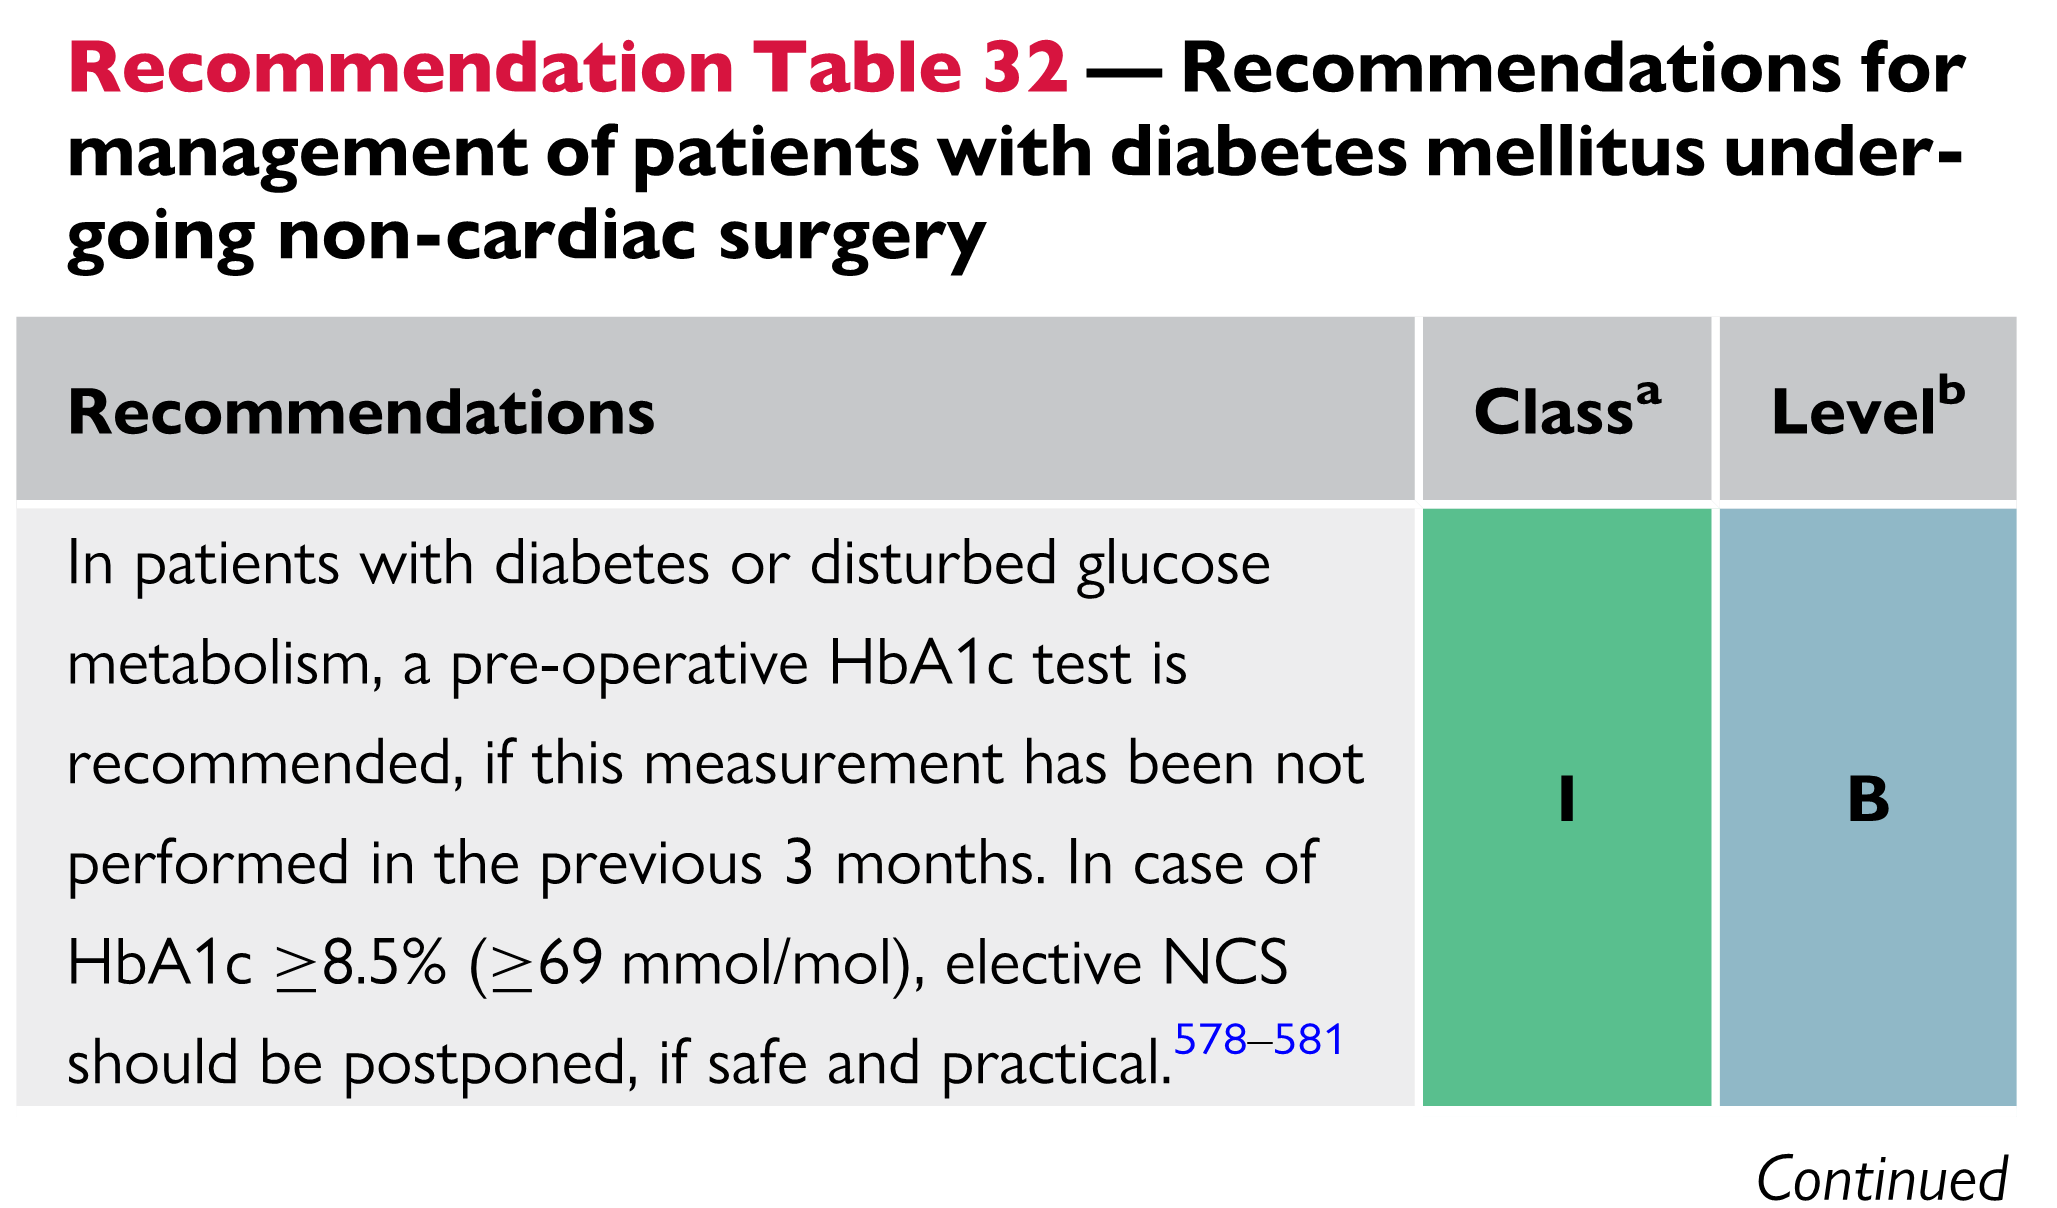 Recommendation Table 32 — Recommendations for
management of patients with diabetes mellitus under-
going non-cardiac surgery
Recommendations Classᵃ Levelᵇ
In patients with diabetes or disturbed glucose
metabolism, a pre-operative HbA1c test is
recommended, if this measurement has been not
performed in the previous 3 months. In case of
HbA1c ≥8.5% (≥69 mmol/mol), elective NCS
should be postponed, if safe and practical.⁵⁷⁸–⁵⁸¹
I B
Continued